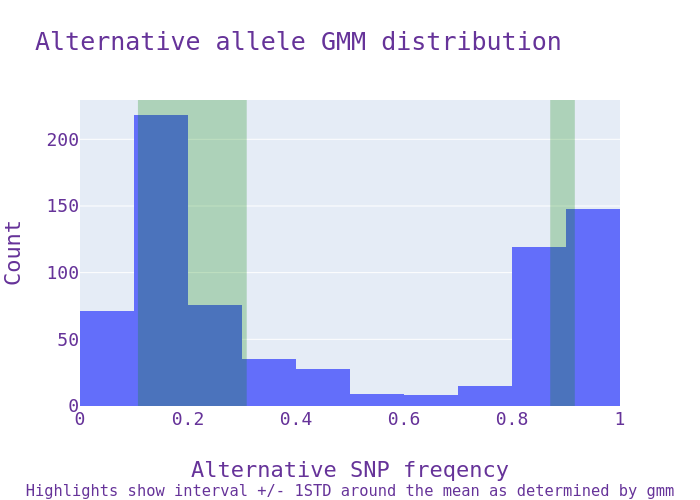 Alternative allele GMM distribution
Count
200
150
100
50
0
0 0.2 0.4 0.6 0.8 1
Alternative SNP freqency
Highlights show interval +/- 1STD around the mean as determined by gmm